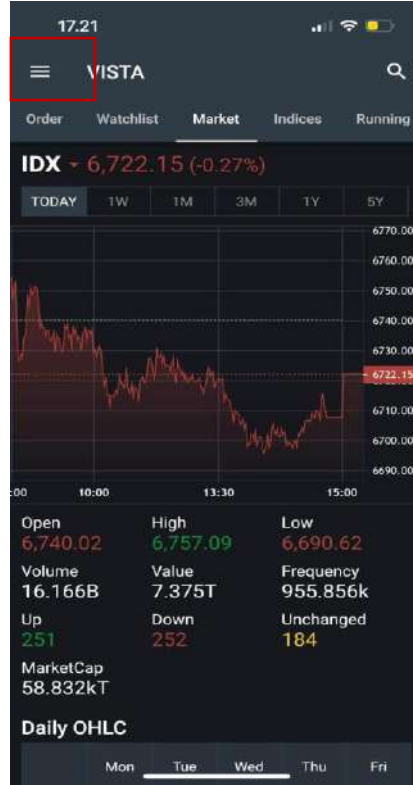 17.21
VISTA
Order Watchlist Market Indices Running
IDX 6,722.15 (-0.27%)
TODAY 1W 1M 3M 1Y 5Y
6770.00
6760.00
6750.00
6740.00
6730.00
6722.15
6710.00
6700.00
6690.00
:00 10:00 13:30 15:00
Open High Low
6,740.02 6,757.09 6,690.62
Volume Value Frequency
16.166B 7.375T 955.856k
Up Down Unchanged
251 252 184
MarketCap
58.832kT
Daily OHLC
Mon Tue Wed Thu Fri